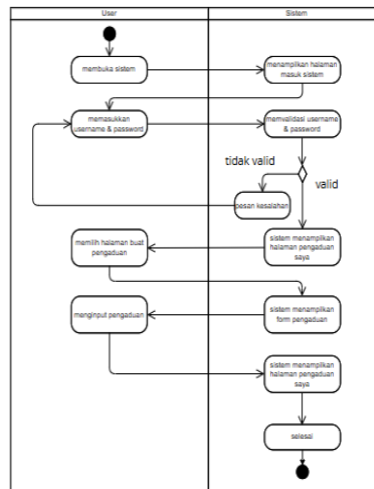 User
Sistem
membuka sistem
menampilkan halaman
masuk sistem
memasukkan
username & password
memvalidasi username
& password
tidak valid
valid
pesan kesalahan
memilih halaman buat
pengaduan
sistem menampilkan
halaman pengaduan
saya
menginput pengaduan
sistem menampilkan
form pengaduan
sistem menampilkan
halaman pengaduan
saya
selesai